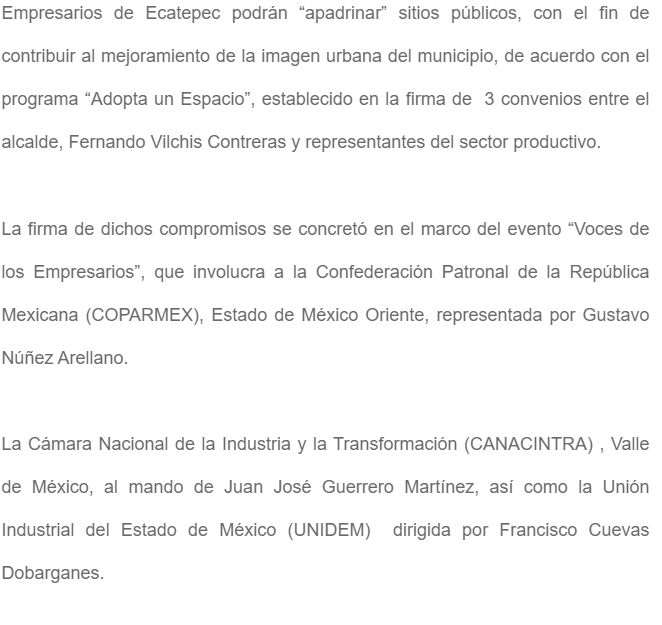 Empresarios de Ecatepec podrán “apadrinar” sitios públicos, con el fin de
contribuir al mejoramiento de la imagen urbana del municipio, de acuerdo con el
programa “Adopta un Espacio”, establecido en la firma de  3 convenios entre el
alcalde, Fernando Vilchis Contreras y representantes del sector productivo.
La firma de dichos compromisos se concretó en el marco del evento “Voces de
los Empresarios”, que involucra a la Confederación Patronal de la República
Mexicana (COPARMEX), Estado de México Oriente, representada por Gustavo
Núñez Arellano.
La Cámara Nacional de la Industria y la Transformación (CANACINTRA) , Valle
de México, al mando de Juan José Guerrero Martínez, así como la Unión
Industrial del Estado de México (UNIDEM)  dirigida por Francisco Cuevas
Dobarganes.